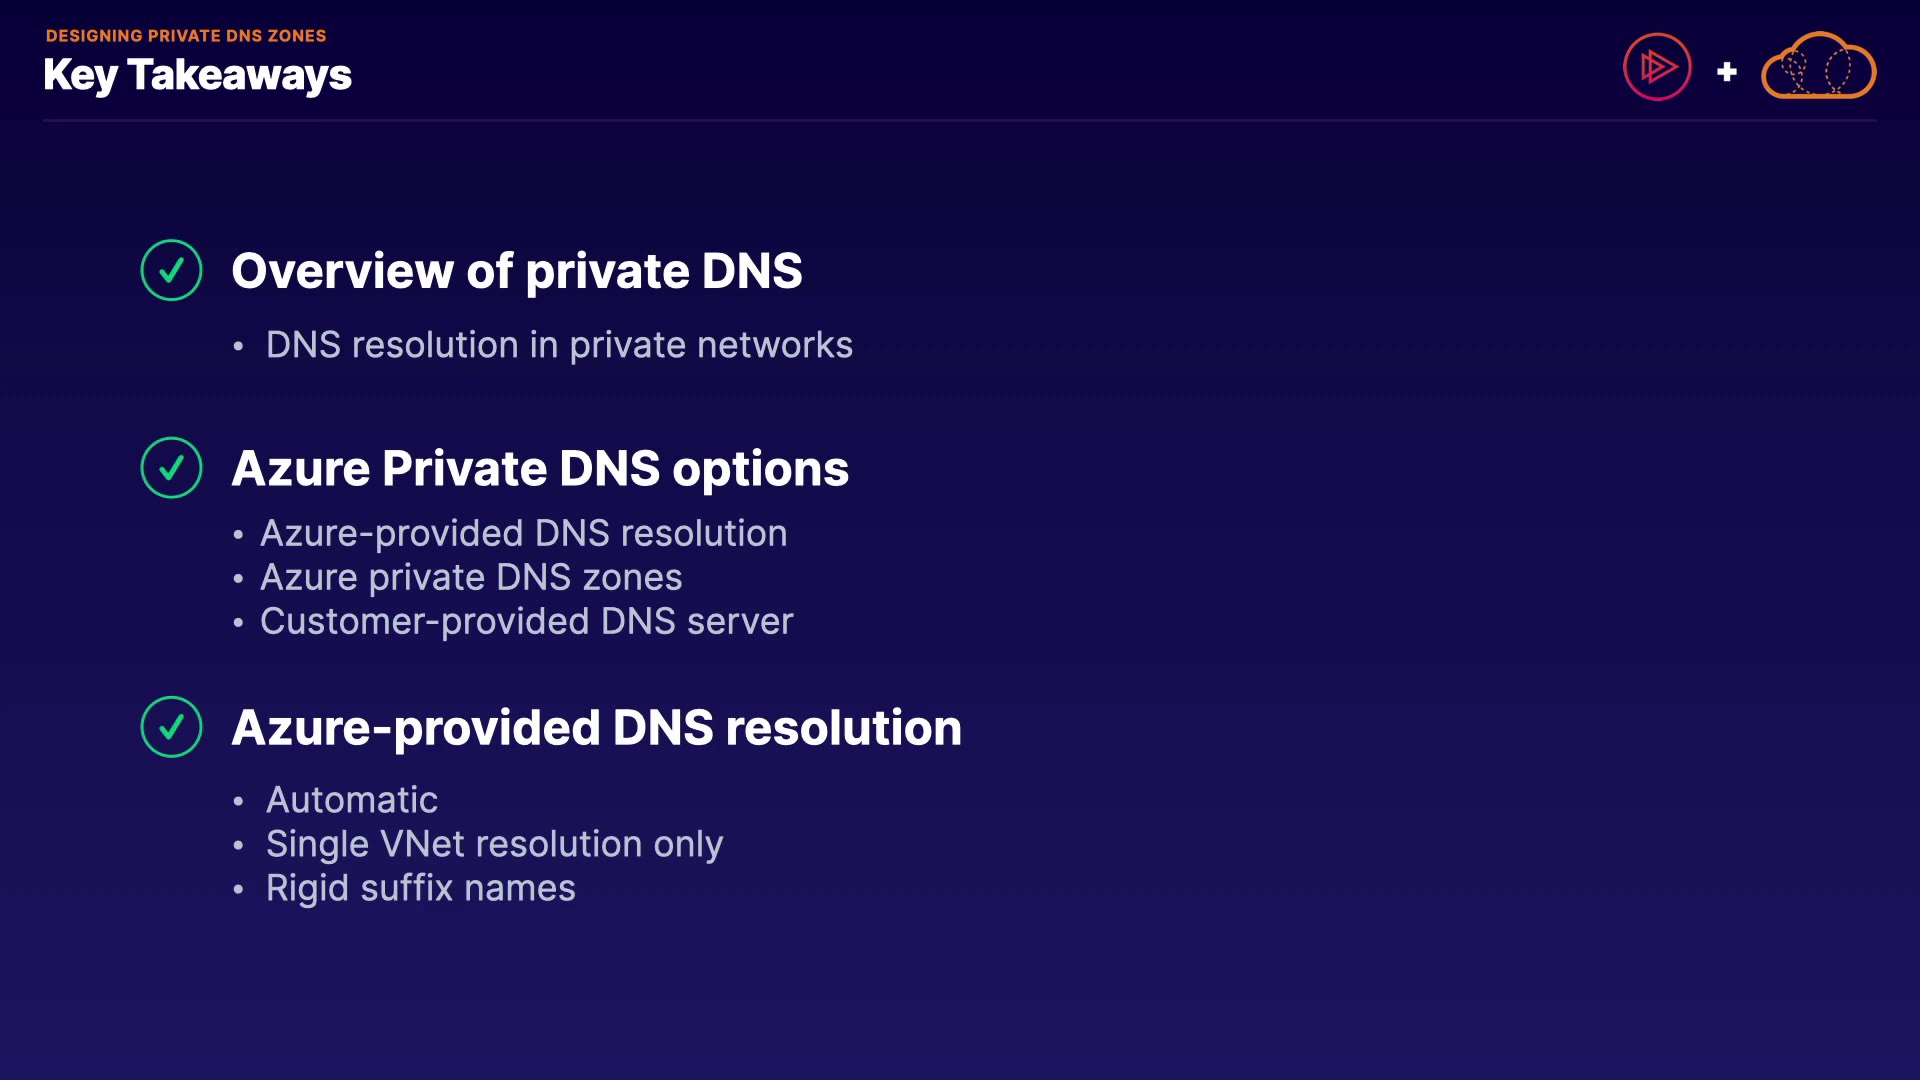 DESIGNING PRIVATE DNS ZONES
Key Takeaways
+
Overview of private DNS
• DNS resolution in private networks
Azure Private DNS options
• Azure-provided DNS resolution
• Azure private DNS zones
• Customer-provided DNS server
Azure-provided DNS resolution
• Automatic
• Single VNet resolution only
• Rigid suffix names